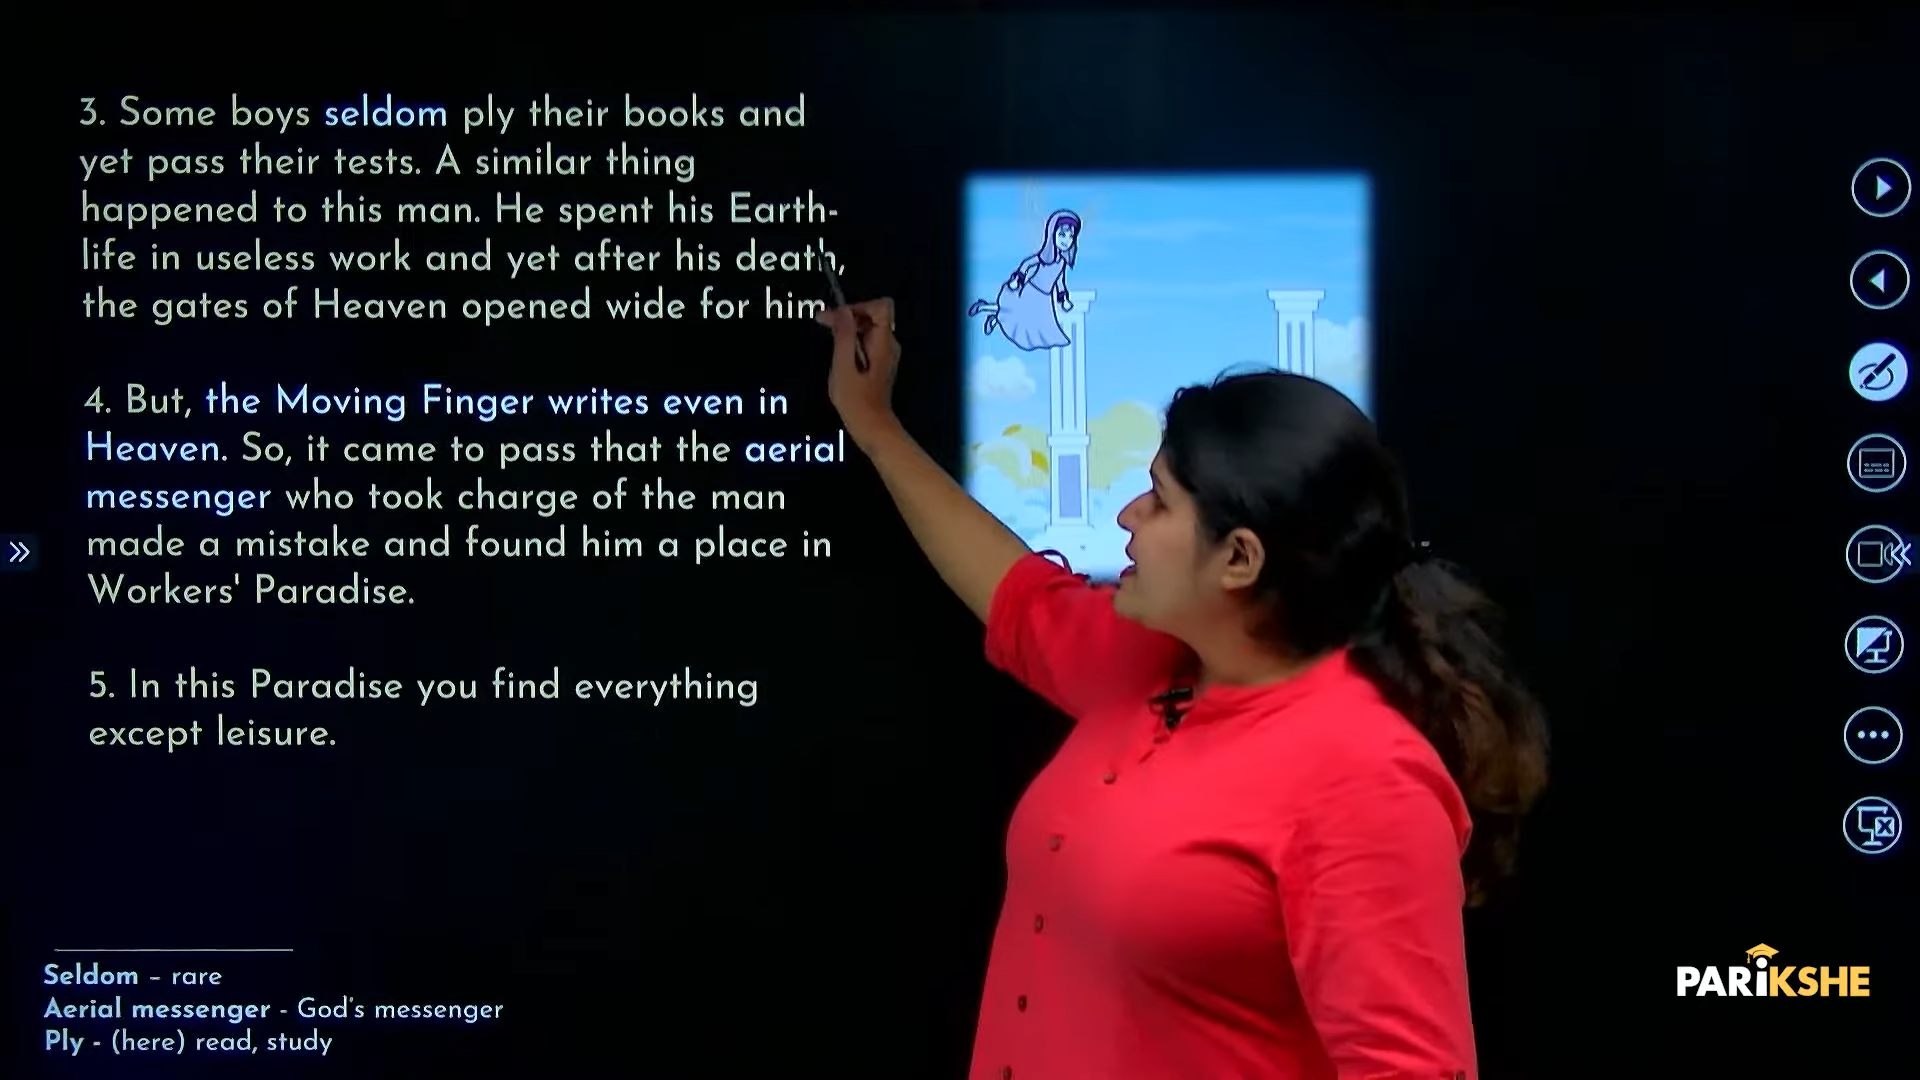 3. Some boys seldom ply their books and
yet pass their tests. A similar thing
happened to this man. He spent his Earth-
life in useless work and yet after his death,
the gates of Heaven opened wide for him.
4. But, the Moving Finger writes even in
Heaven. So, it came to pass that the aerial
messenger who took charge of the man
made a mistake and found him a place in
Workers' Paradise.
5. In this Paradise you find everything
except leisure.
Seldom – rare
Aerial messenger - God's messenger
Ply - (here) read, study
PARIKSHE